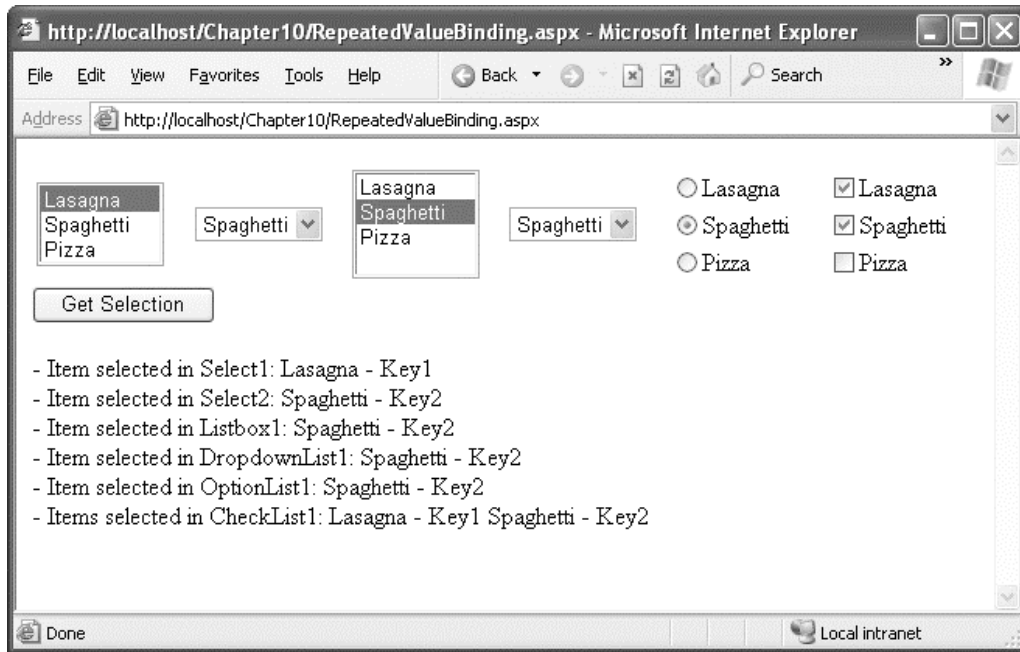 http://localhost/Chapter10/RepeatedValueBinding.aspx - Microsoft Internet Explorer
File Edit View Favorites Tools Help Back Search »
Address http://localhost/Chapter10/RepeatedValueBinding.aspx
Lasagna
Spaghetti
Pizza
Spaghetti
Lasagna
Spaghetti
Pizza
Spaghetti
Lasagna
Spaghetti
Pizza
Lasagna
Spaghetti
Pizza
Get Selection
- Item selected in Select1: Lasagna - Key1
- Item selected in Select2: Spaghetti - Key2
- Item selected in Listbox1: Spaghetti - Key2
- Item selected in DropdownList1: Spaghetti - Key2
- Item selected in OptionList1: Spaghetti - Key2
- Items selected in CheckList1: Lasagna - Key1 Spaghetti - Key2
Done Local intranet